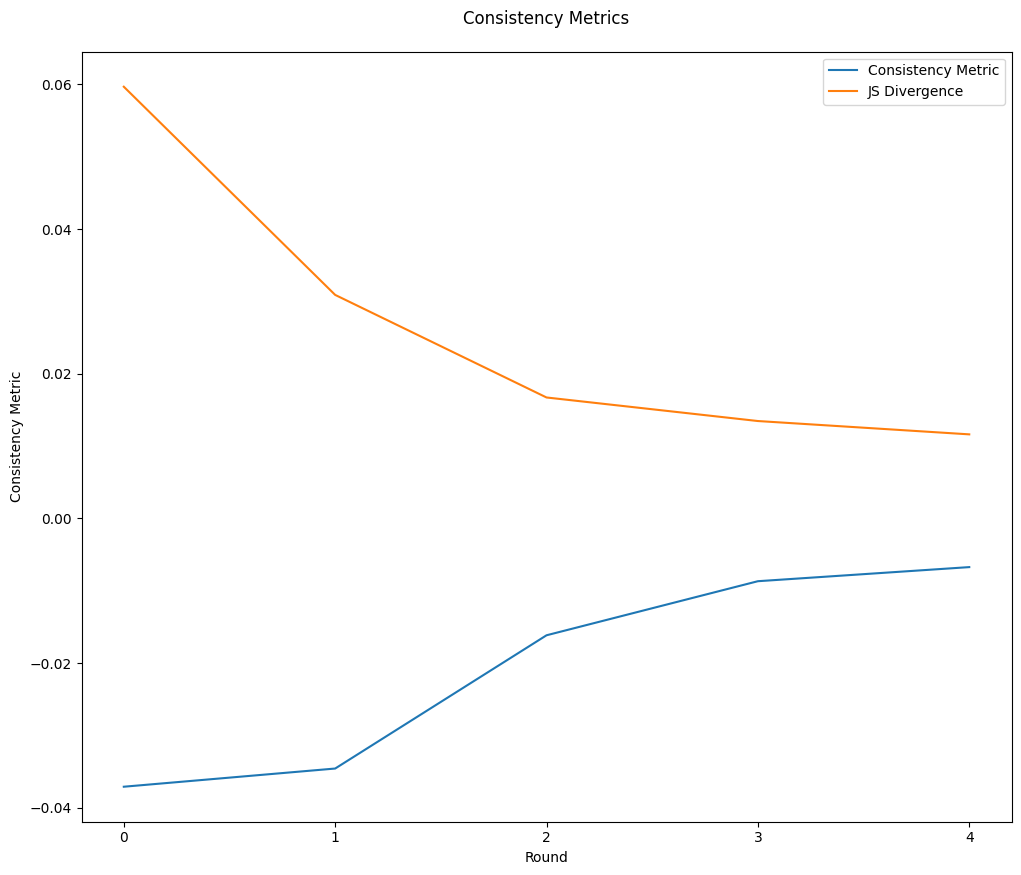 Consistency Metrics
Consistency Metric
JS Divergence
0.06
0.04
0.02
0.00
−0.02
−0.04
Consistency Metric
0
1
2
3
4
Round